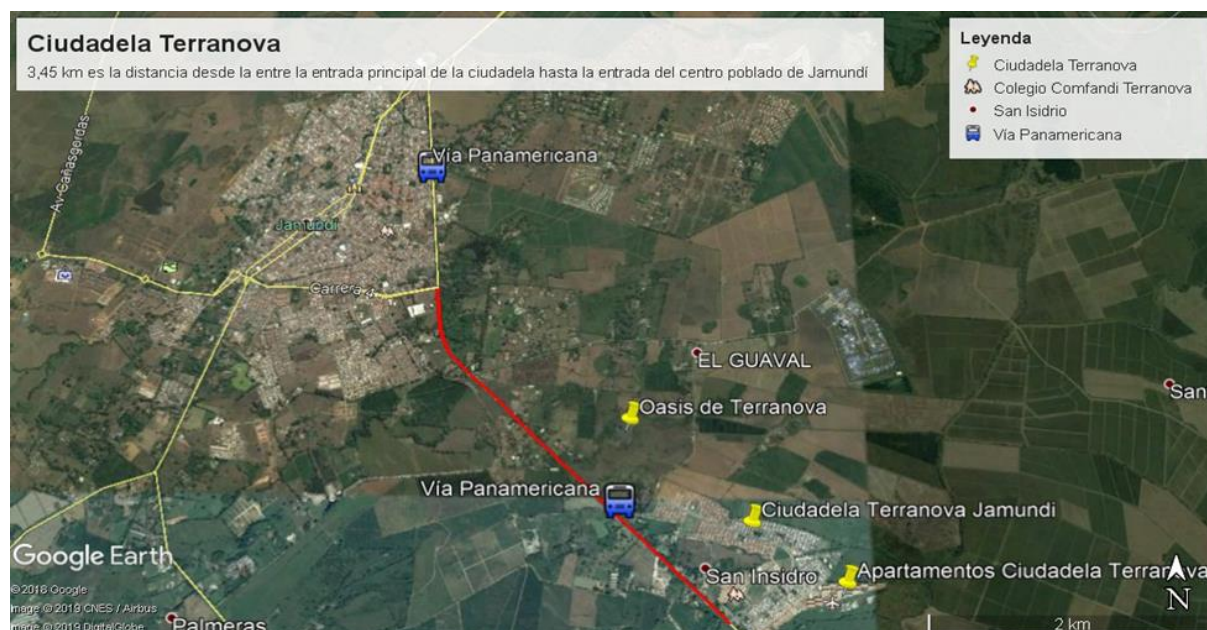 Ciudadela Terranova
3,45 km es la distancia desde la entre la entrada principal de la ciudadela hasta la entrada del centro poblado de Jamundí
Leyenda
Ciudadela Terranova
Colegio Comfandi Terranova
San Isidrio
Vía Panamericana
Av Cañasgordas
Vía Panamericana
Jamundí
Carrera 4
EL GUAVAL
San
Oasis de Terranova
Vía Panamericana
Ciudadela Terranova Jamundi
San Insidro
Apartamentos Ciudadela Terranova
Google Earth
© 2018 Google
Image © 2019 CNES / Airbus
Image © 2019 DigitalGlobe
Palmeras
N
2 km